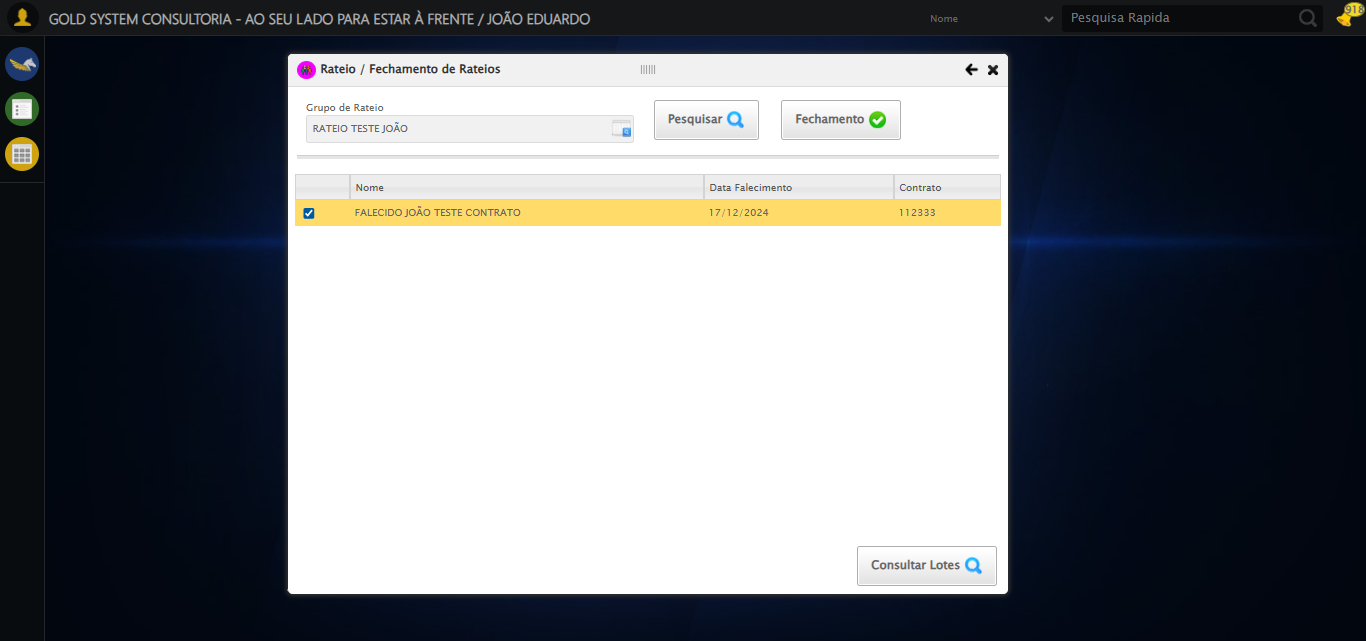 GOLD SYSTEM CONSULTORIA - AO SEU LADO PARA ESTAR À FRENTE / JOÃO EDUARDO
Nome
Pesquisa Rapida
918
Rateio / Fechamento de Rateios
Grupo de Rateio
RATEIO TESTE JOÃO
Pesquisar
Fechamento
Nome Data Falecimento Contrato
FALECIDO JOÃO TESTE CONTRATO 17/12/2024 112333
Consultar Lotes